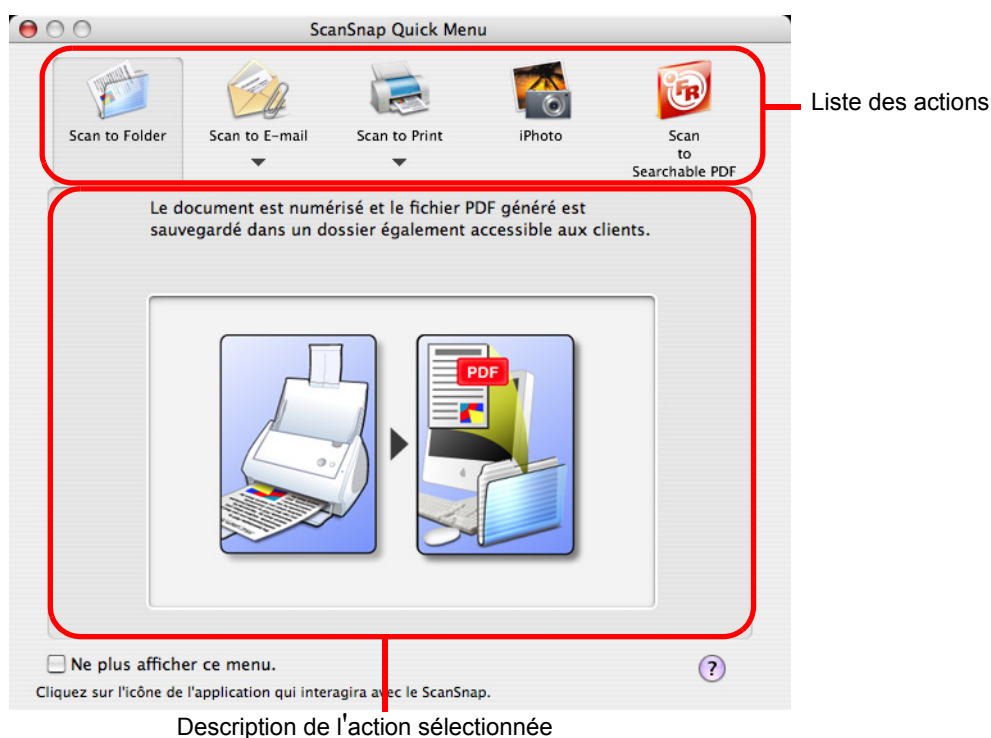 ScanSnap Quick Menu
Scan to Folder
Scan to E-mail
Scan to Print
iPhoto
Scan
to
Searchable PDF
Liste des actions
Le document est numérisé et le fichier PDF généré est
sauvegardé dans un dossier également accessible aux clients.
PDF
Ne plus afficher ce menu.
?
Cliquez sur l'icône de l'application qui interagira avec le ScanSnap.
Description de l'action sélectionnée